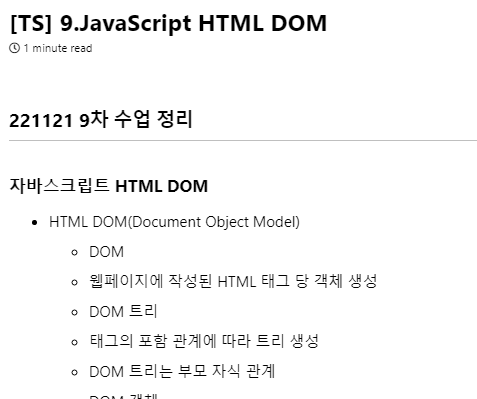 [TS] 9.JavaScript HTML DOM
1 minute read
221121 9차 수업 정리
자바스크립트 HTML DOM
HTML DOM(Document Object Model)
DOM
웹페이지에 작성된 HTML 태그 당 객체 생성
DOM 트리
태그의 포함 관계에 따라 트리 생성
DOM 트리는 부모 자식 관계
DOM 객체